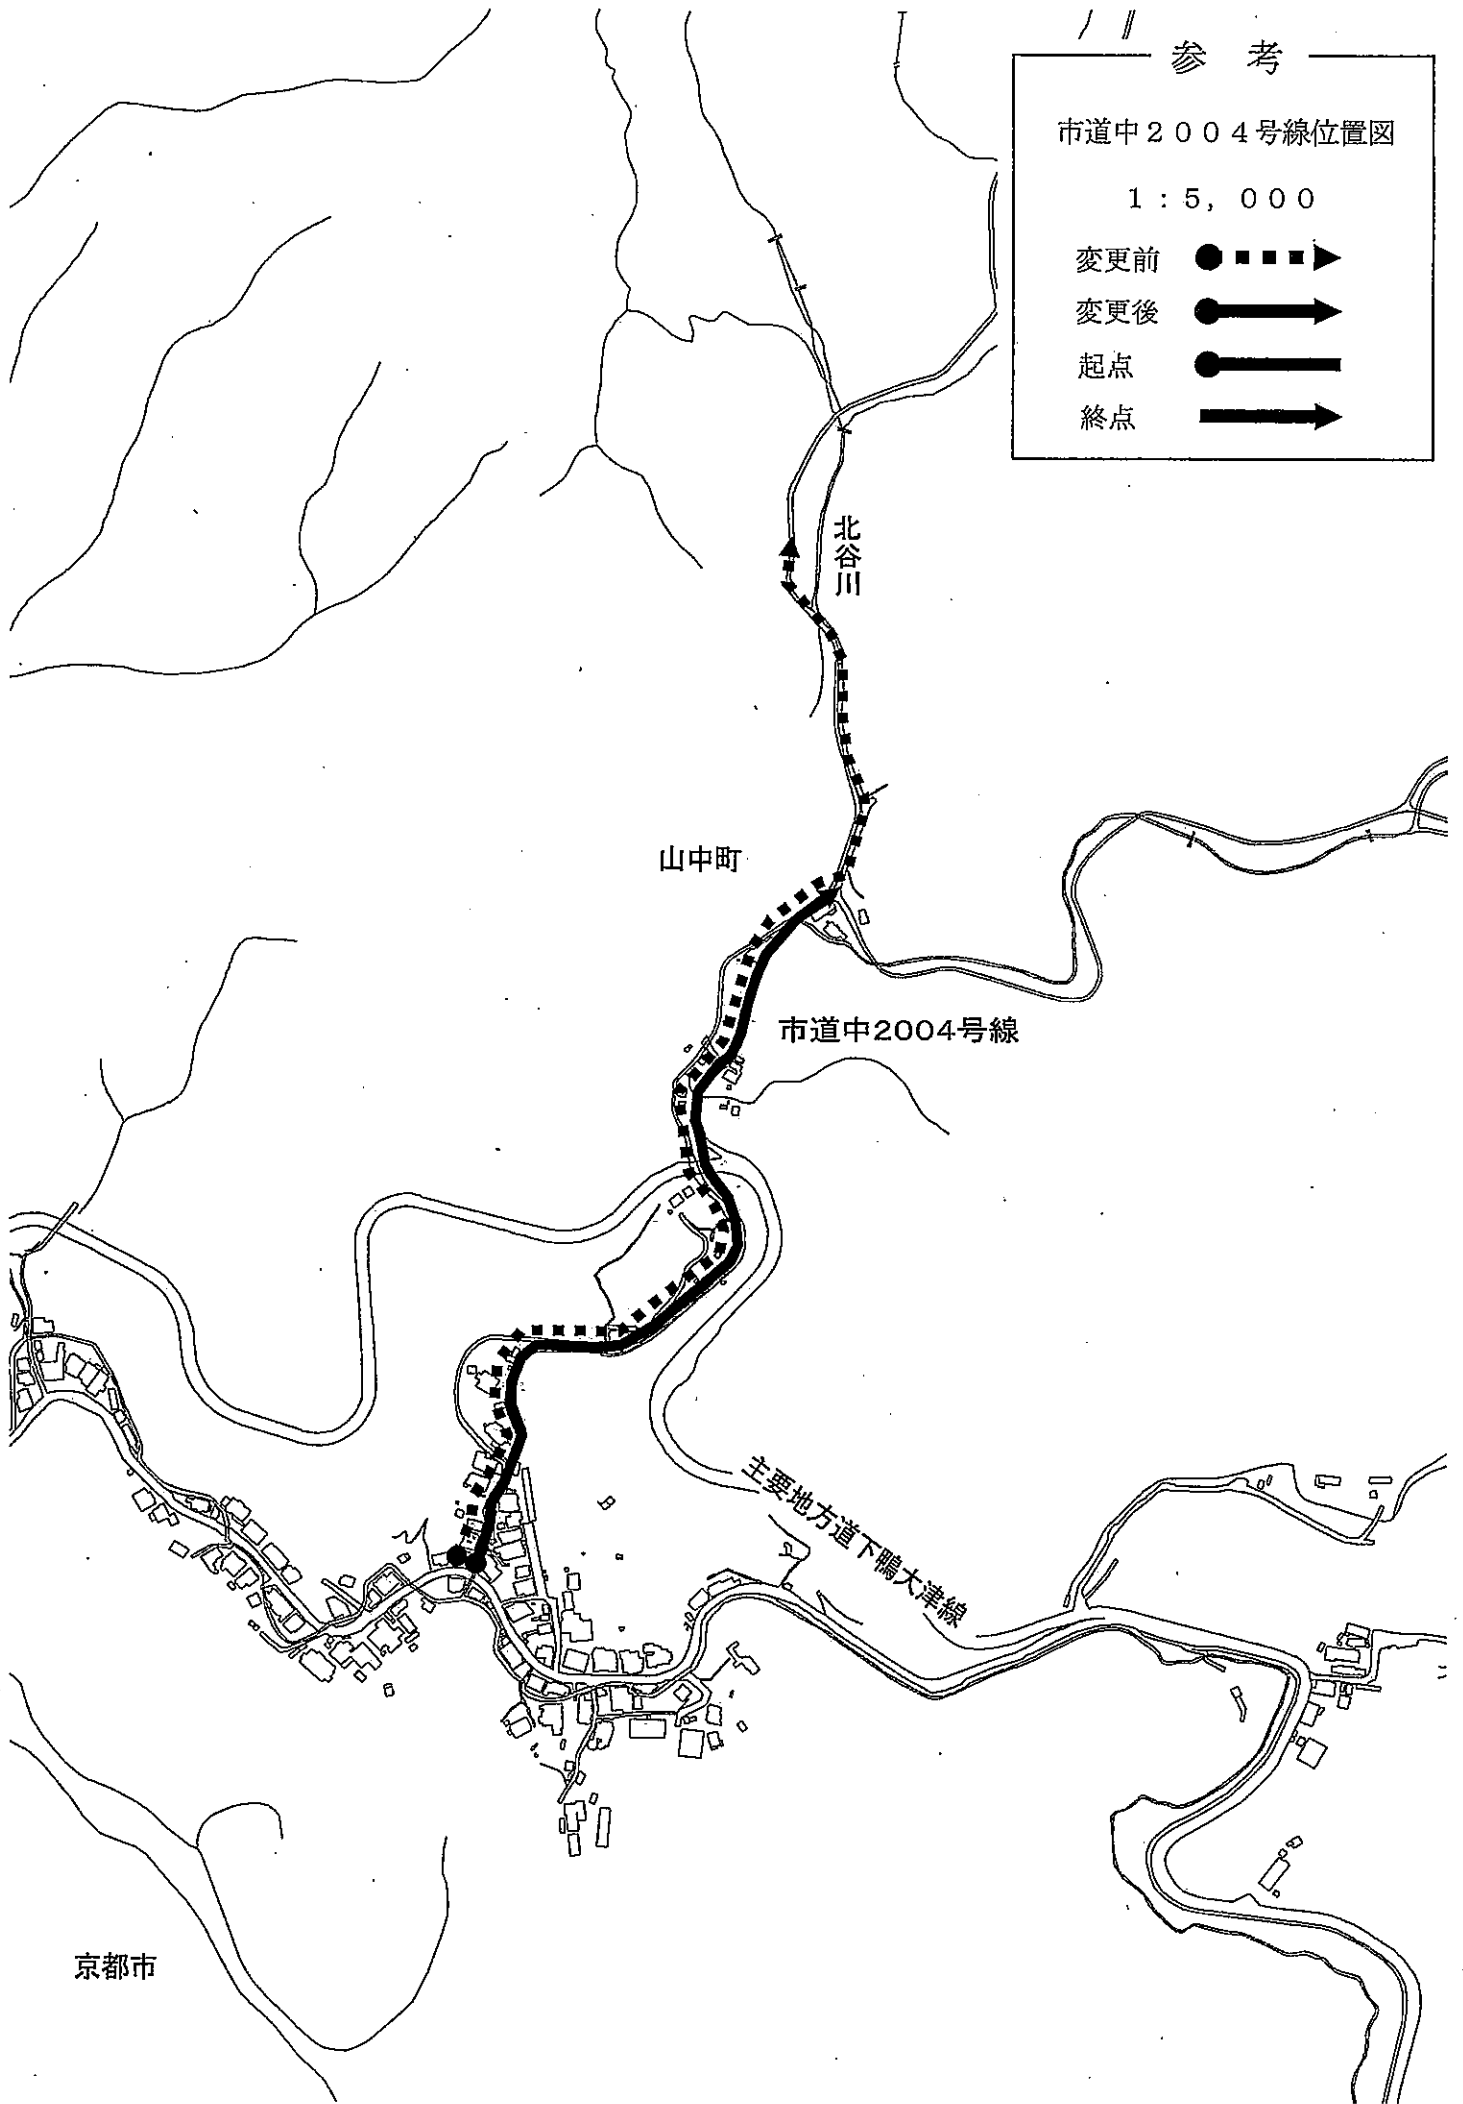 参 考
市道中2004号線位置図
1:5,000
変更前
変更後
起点
終点
北谷川
山中町
市道中2004号線
主要地方道下鴨大津線
京都市